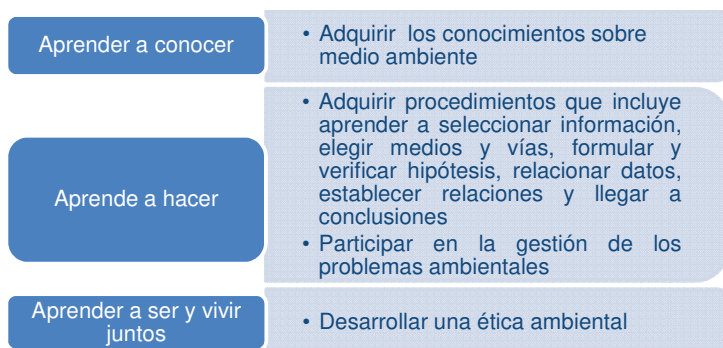 Aprender a conocer
• Adquirir los conocimientos sobre
medio ambiente
Aprende a hacer
• Adquirir procedimientos que incluye
aprender a seleccionar información,
elegir medios y vías, formular y
verificar hipótesis, relacionar datos,
establecer relaciones y llegar a
conclusiones
• Participar en la gestión de los
problemas ambientales
Aprender a ser y vivir
juntos
• Desarrollar una ética ambiental